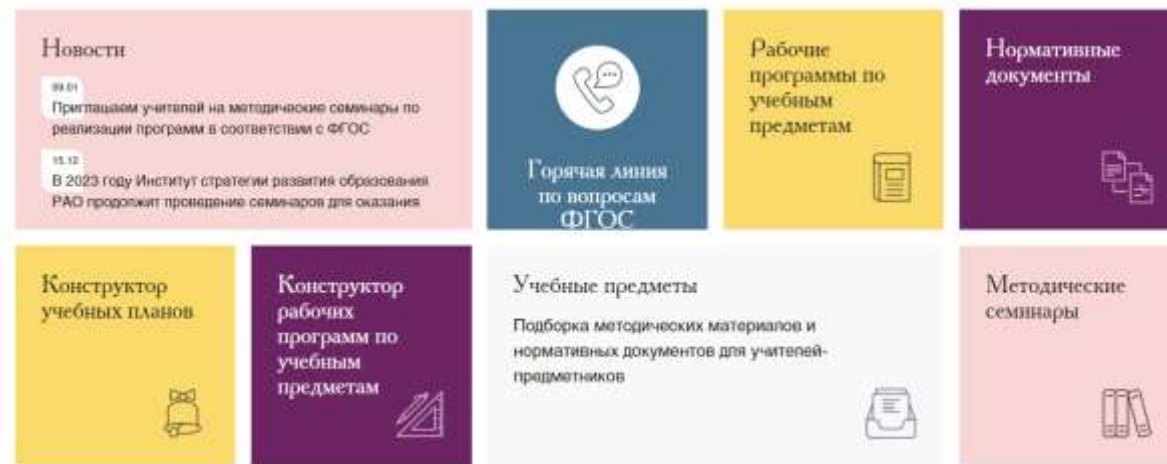 Новости
09.01
Приглашаем учителей на методические семинары по
реализации программ в соответствии с ФГОС
15.12
В 2023 году Институт стратегии развития образования
РАО продолжит проведение семинаров для оказания
Горячая линия
по вопросам
ФГОС
Рабочие
программы по
учебным
предметам
Нормативные
документы
Конструктор
учебных планов
Конструктор
рабочих
программ по
учебным
предметам
Учебные предметы
Подборка методических материалов и
нормативных документов для учителей-
предметников
Методические
семинары